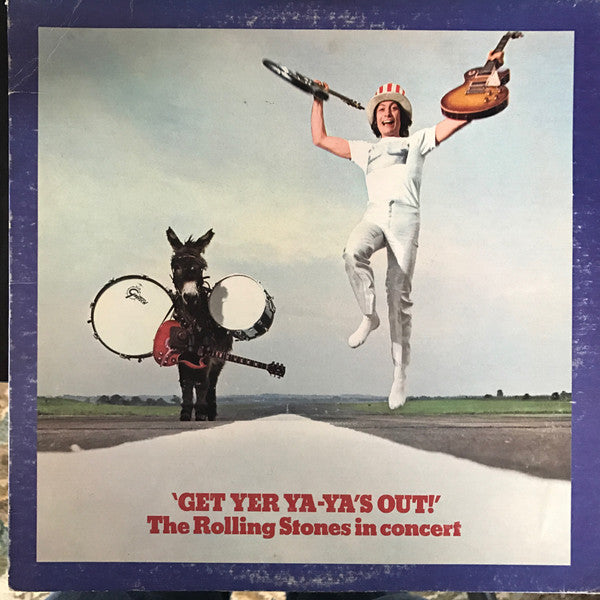 ‘GET YER YA-YA’S OUT!’
The Rolling Stones in concert